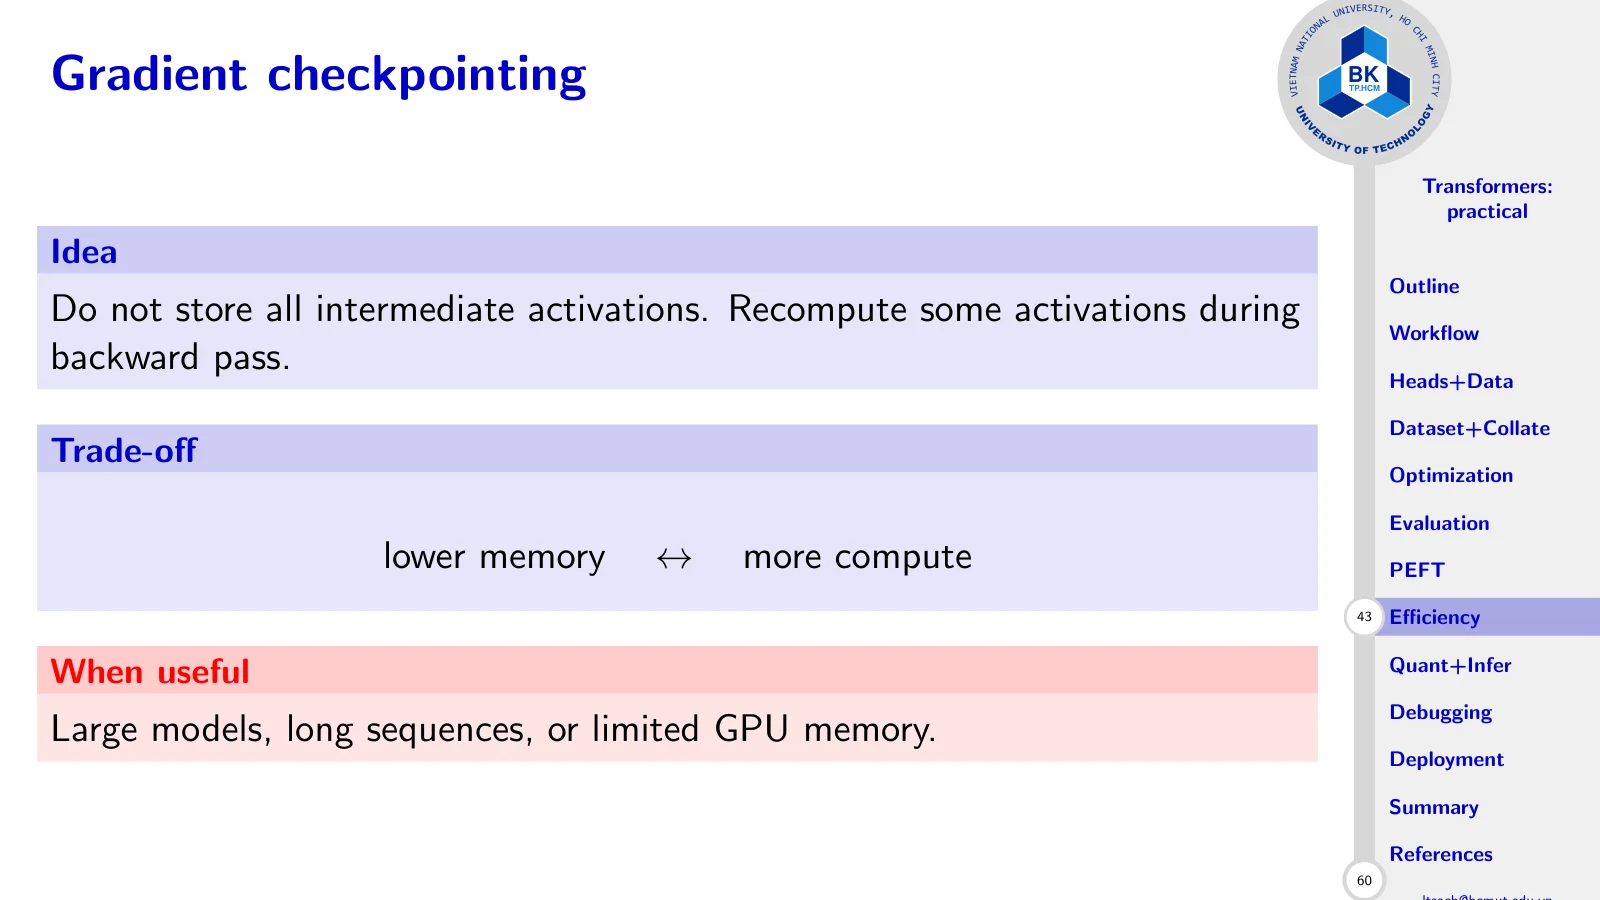 Gradient checkpointing
Idea
Do not store all intermediate activations. Recompute some activations during
backward pass.
Trade-off
lower memory ↔ more compute
When useful
Large models, long sequences, or limited GPU memory.
VIETNAM NATIONAL UNIVERSITY, HO CHI MINH CITY
BK
TP.HCM
UNIVERSITY OF TECHNOLOGY
Transformers:
practical
Outline
Workflow
Heads+Data
Dataset+Collate
Optimization
Evaluation
PEFT
43 Efficiency
Quant+Infer
Debugging
Deployment
Summary
References
60